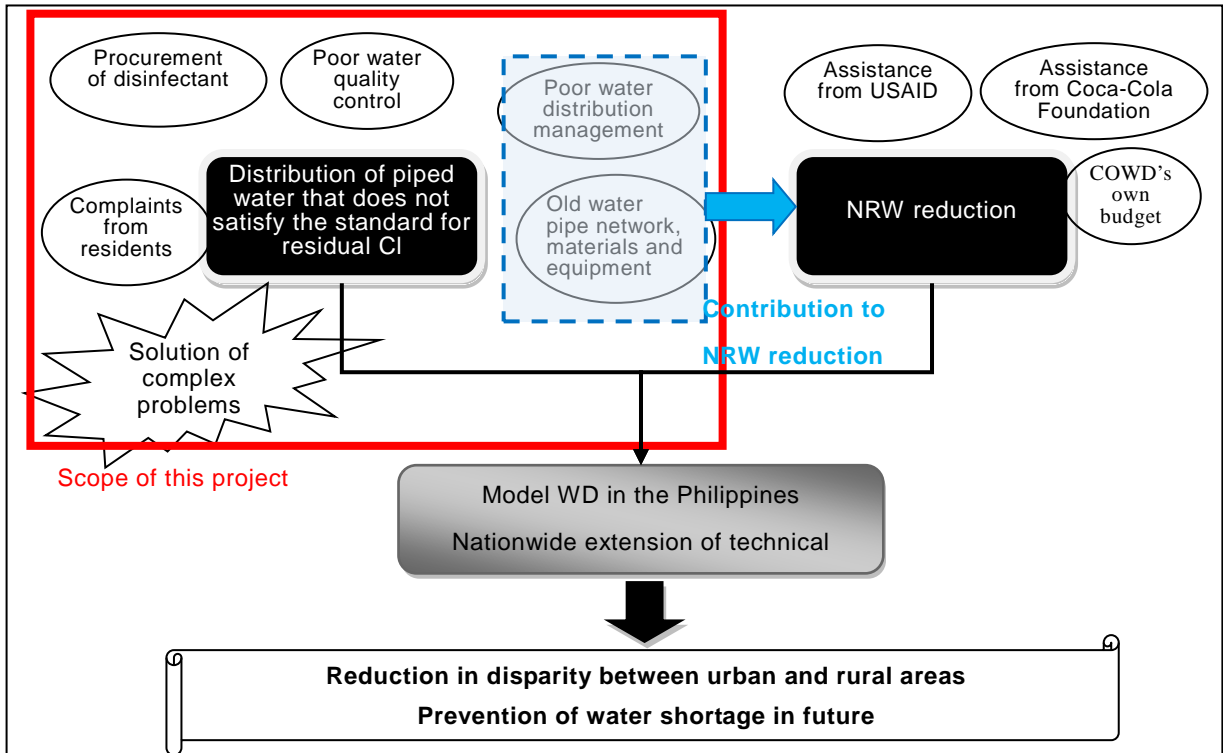 Procurement
of disinfectant
Poor water
quality
control
Poor water
distribution
management
Assistance
from USAID
Assistance
from Coca-Cola
Foundation
Complaints
from
residents
Distribution of piped
water that does not
satisfy the standard for
residual Cl
Old water
pipe network,
materials and
equipment
NRW reduction
COWD's
own
budget
Contribution to
NRW reduction
Solution of
complex
problems
Scope of this project
Model WD in the Philippines
Nationwide extension of technical
Reduction in disparity between urban and rural areas
Prevention of water shortage in future